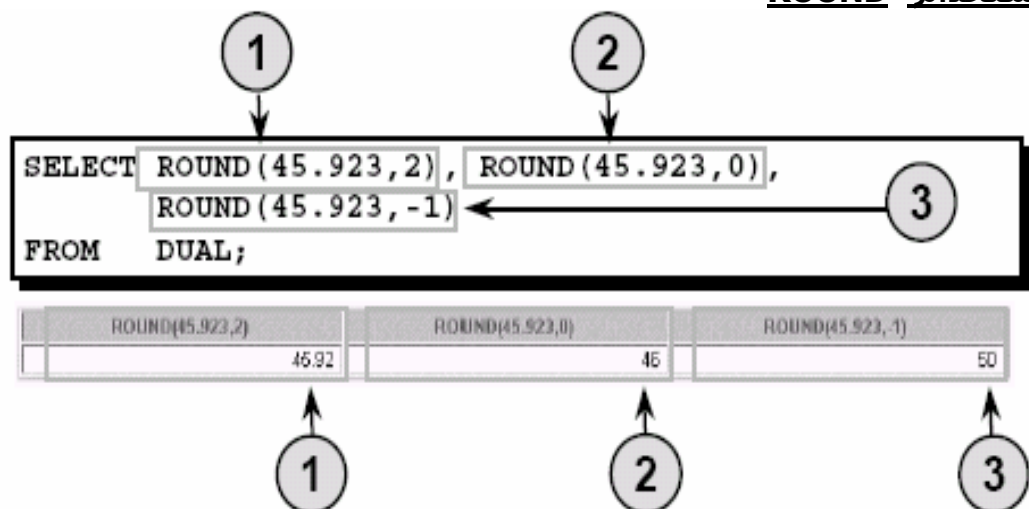 ROUND
1 2
SELECT ROUND(45.923,2), ROUND(45.923,0),
ROUND(45.923,-1) 3
FROM DUAL;
ROUND(45.923,2) ROUND(45.923,0) ROUND(45.923,-1)
45.92 46 50
1 2 3